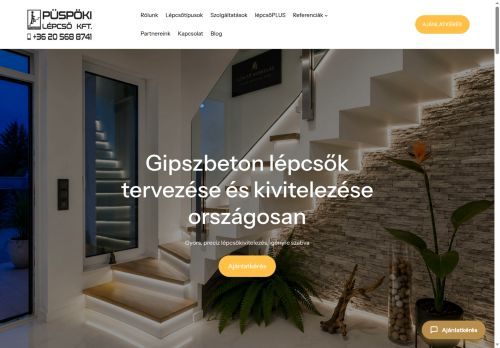 PÜSPÖKI
LÉPCSŐ KFT.
+36 20 568 8741
Rólunk Lépcsőtípusok Szolgáltatások lépcsőPLUS Referenciák
Partnereink Kapcsolat Blog
AJÁNLATKÉRÉS
Gipszbeton lépcsők
tervezése és kivitelezése
országosan
Gyors, precíz lépcsőkivitelezés, igényre szabva
Ajánlatkérés
Ajánlatkérés